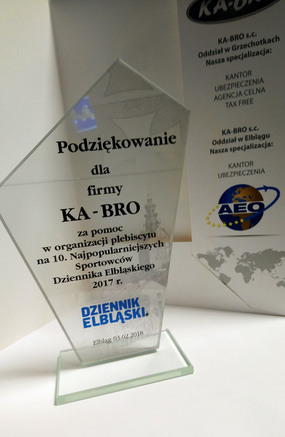 KA-BRO
KA-BRO s.c.
Oddział w Grzechotkach
Nasza specjalizacja:
KANTOR
UBEZPIECZENIA
AGENCJA CELNA
TAX FREE
KA-BRO s.c.
Oddział w Elblągu
Nasza specjalizacja:
KANTOR
UBEZPIECZENIA
AEO
Podziękowanie
dla
firmy
KA - BRO
za pomoc
w organizacji plebiscytu
na 10. Najpopularniejszych
Sportowców
Dziennika Elbląskiego
2017 r.
DZIENNIK
ELBLĄSKI.
Elbląg 03.02.2018